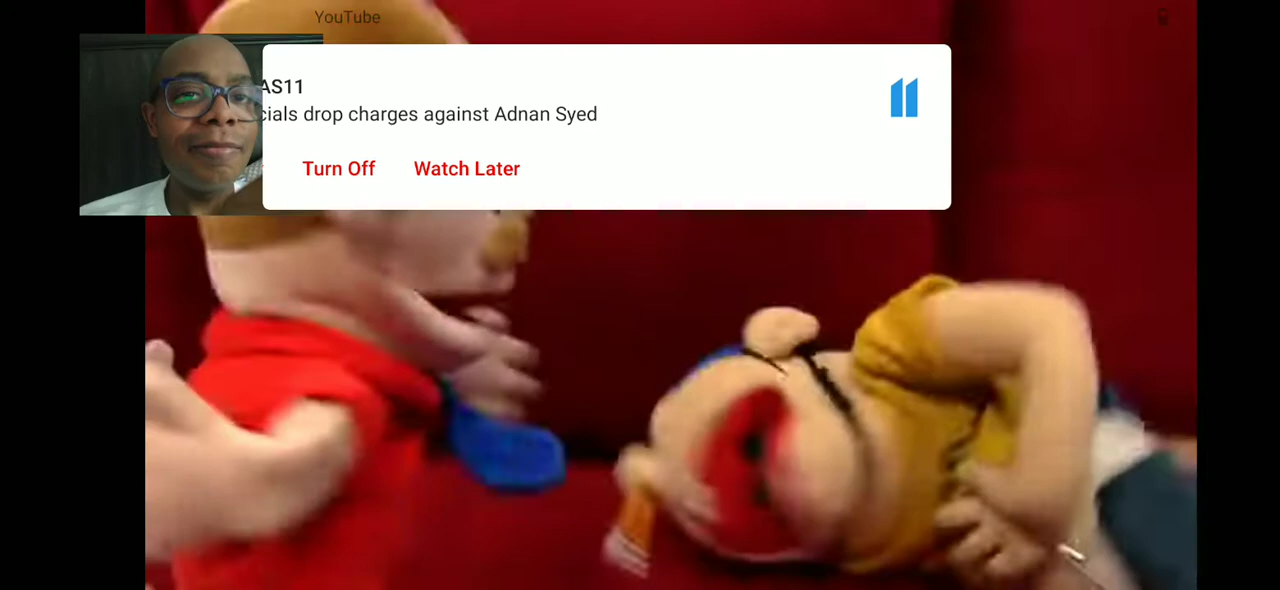 YouTube
AS11
cials drop charges against Adnan Syed
Turn Off Watch Later